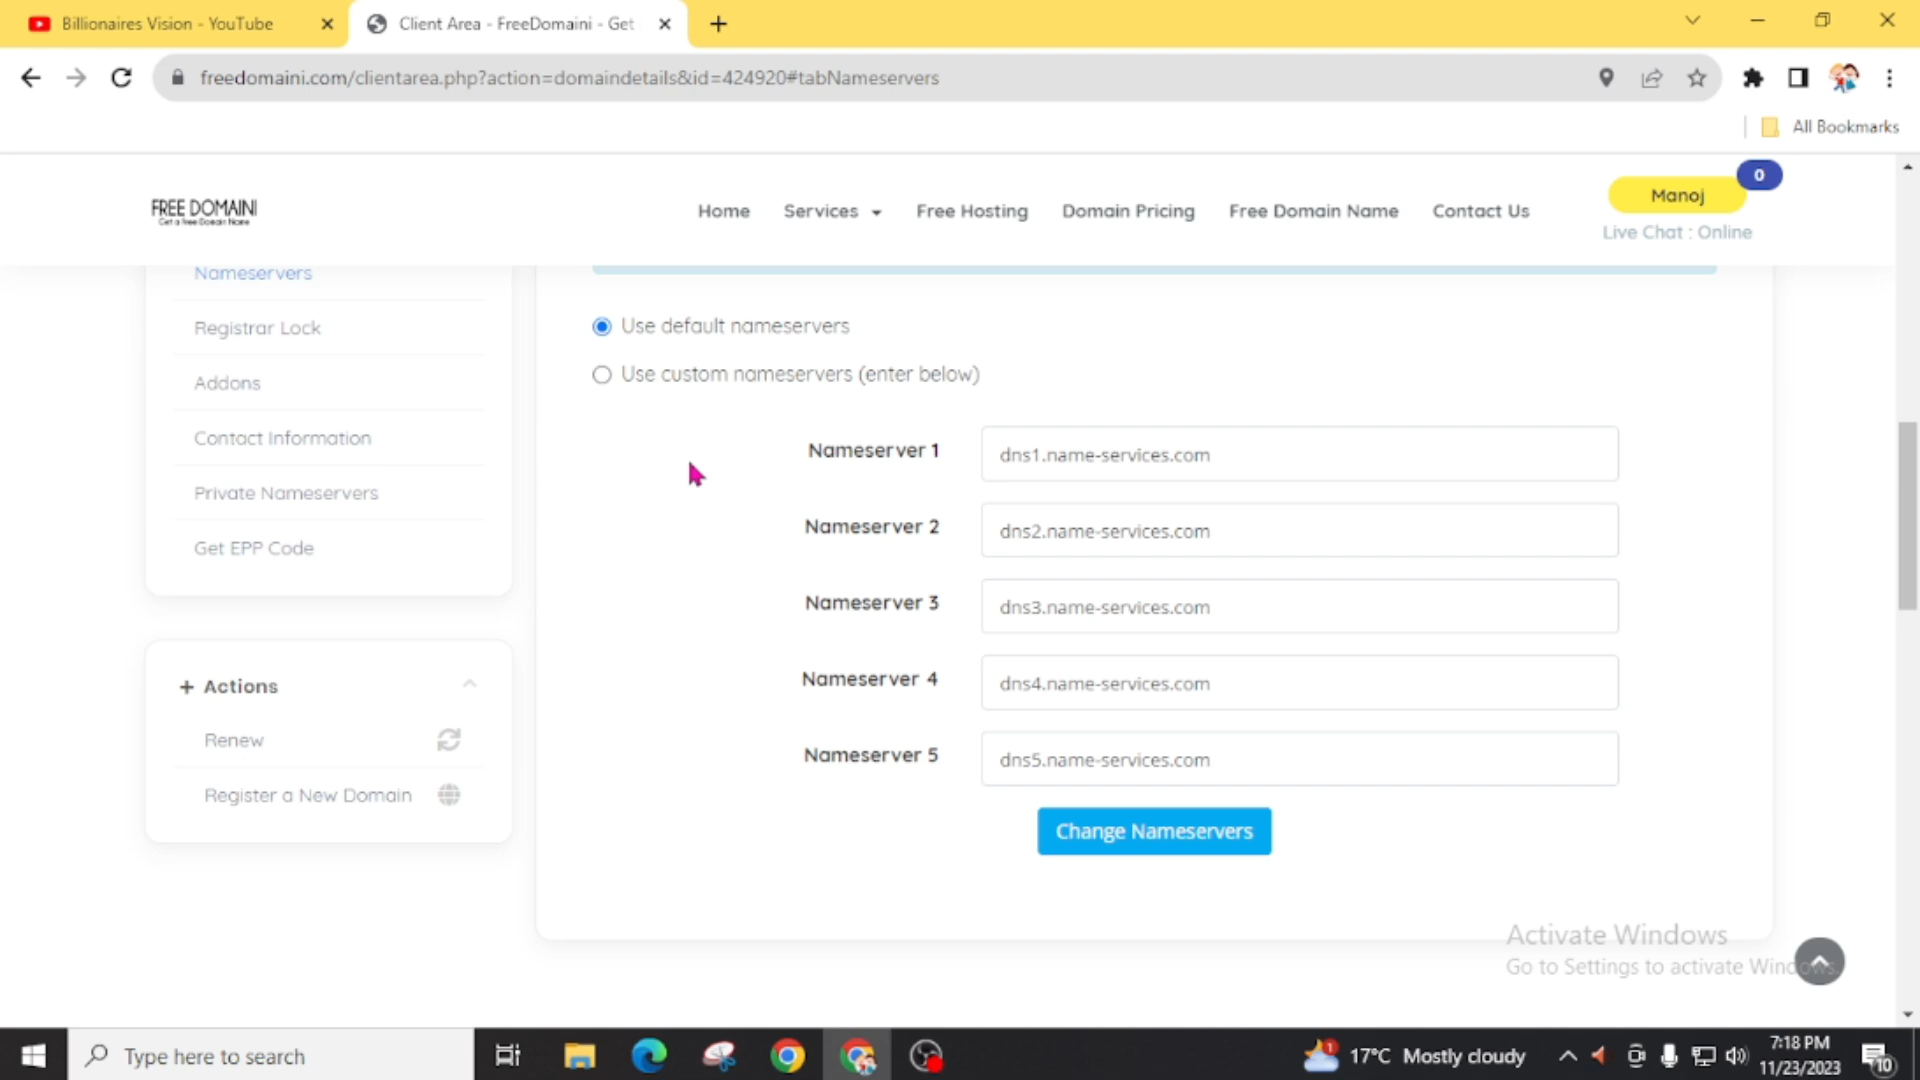 Billionaires Vision - YouTube
Client Area - FreeDomaini - Get
freedomaini.com/clientarea.php?action=domaindetails&id=424920#tabNameservers
All Bookmarks
FREE DOMAINI
Get a Free Domain Name
Home
Services
Free Hosting
Domain Pricing
Free Domain Name
Contact Us
Manoj
0
Live Chat : Online
Nameservers
Registrar Lock
Addons
Contact Information
Private Nameservers
Get EPP Code
+ Actions
Renew
Register a New Domain
Use default nameservers
Use custom nameservers (enter below)
Nameserver 1 dns1.name-services.com
Nameserver 2 dns2.name-services.com
Nameserver 3 dns3.name-services.com
Nameserver 4 dns4.name-services.com
Nameserver 5 dns5.name-services.com
Change Nameservers
Activate Windows
Go to Settings to activate Windows.
Type here to search
1
17°C Mostly cloudy
7:18 PM
11/23/2023
10